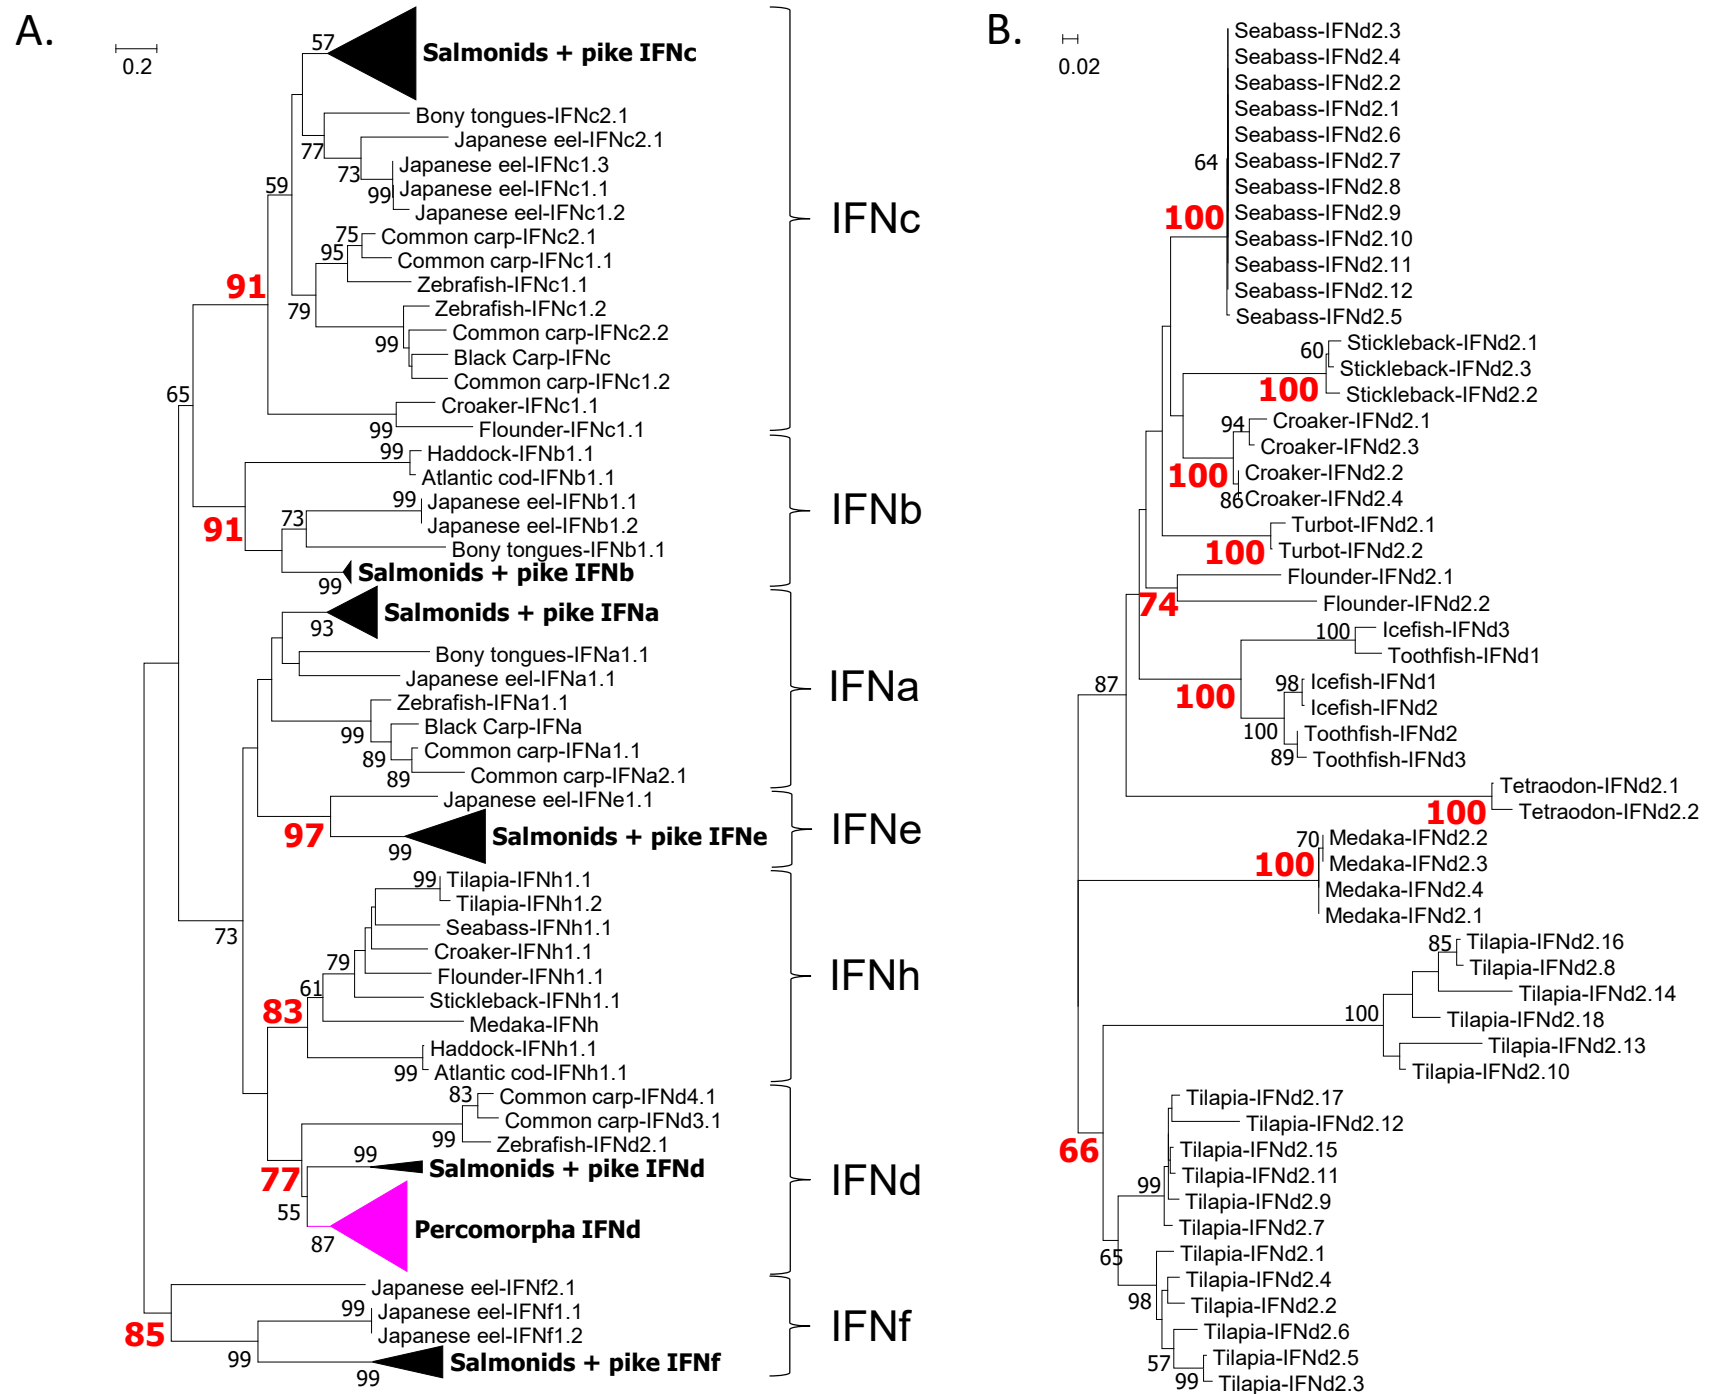 A.
0.2
57
Salmonids + pike IFNc
Bony tongues-IFNc2.1
Japanese eel-IFNc2.1
77
Japanese eel-IFNc1.3
73
Japanese eel-IFNc1.1
59
99
Japanese eel-IFNc1.2
75
Common carp-IFNc2.1
95
Common carp-IFNc1.1
Zebrafish-IFNc1.1
91
79
Zebrafish-IFNc1.2
Common carp-IFNc2.2
99
Black Carp-IFNc
Common carp-IFNc1.2
65
Croaker-IFNc1.1
99
Flounder-IFNc1.1
IFNc
99
Haddock-IFNb1.1
Atlantic cod-IFNb1.1
99
Japanese eel-IFNb1.1
73
Japanese eel-IFNb1.2
91
Bony tongues-IFNb1.1
Salmonids + pike IFNb
99
IFNb
Salmonids + pike IFNa
93
Bony tongues-IFNa1.1
Japanese eel-IFNa1.1
Zebrafish-IFNa1.1
Black Carp-IFNa
99
Common carp-IFNa1.1
89
Common carp-IFNa2.1
89
IFNa
Japanese eel-IFNe1.1
97
Salmonids + pike IFNe
99
IFNe
99
Tilapia-IFNh1.1
Tilapia-IFNh1.2
Seabass-IFNh1.1
73
Croaker-IFNh1.1
79
Flounder-IFNh1.1
61
Stickleback-IFNh1.1
83
Medaka-IFNh
Haddock-IFNh1.1
99
Atlantic cod-IFNh1.1
IFNh
83
Common carp-IFNd4.1
Common carp-IFNd3.1
99
Zebrafish-IFNd2.1
99
Salmonids + pike IFNd
77
55
Percomorpha IFNd
87
IFNd
Japanese eel-IFNf2.1
99
Japanese eel-IFNf1.1
85
Japanese eel-IFNf1.2
99
Salmonids + pike IFNf
99
IFNf
B.
0.02
Seabass-IFNd2.3
Seabass-IFNd2.4
Seabass-IFNd2.2
Seabass-IFNd2.1
Seabass-IFNd2.6
64
Seabass-IFNd2.7
Seabass-IFNd2.8
100
Seabass-IFNd2.9
Seabass-IFNd2.10
Seabass-IFNd2.11
Seabass-IFNd2.12
Seabass-IFNd2.5
60
Stickleback-IFNd2.1
Stickleback-IFNd2.3
100
Stickleback-IFNd2.2
94
Croaker-IFNd2.1
Croaker-IFNd2.3
100
Croaker-IFNd2.2
86
Croaker-IFNd2.4
Turbot-IFNd2.1
100
Turbot-IFNd2.2
Flounder-IFNd2.1
74
Flounder-IFNd2.2
100
Icefish-IFNd3
Toothfish-IFNd1
87
98
Icefish-IFNd1
100
Icefish-IFNd2
100
Toothfish-IFNd2
89
Toothfish-IFNd3
Tetraodon-IFNd2.1
100
Tetraodon-IFNd2.2
70
Medaka-IFNd2.2
100
Medaka-IFNd2.3
Medaka-IFNd2.4
Medaka-IFNd2.1
85
Tilapia-IFNd2.16
Tilapia-IFNd2.8
Tilapia-IFNd2.14
100
Tilapia-IFNd2.18
Tilapia-IFNd2.13
Tilapia-IFNd2.10
Tilapia-IFNd2.17
Tilapia-IFNd2.12
66
Tilapia-IFNd2.15
Tilapia-IFNd2.11
99
Tilapia-IFNd2.9
Tilapia-IFNd2.7
65
Tilapia-IFNd2.1
Tilapia-IFNd2.4
98
Tilapia-IFNd2.2
Tilapia-IFNd2.6
57
Tilapia-IFNd2.5
99
Tilapia-IFNd2.3